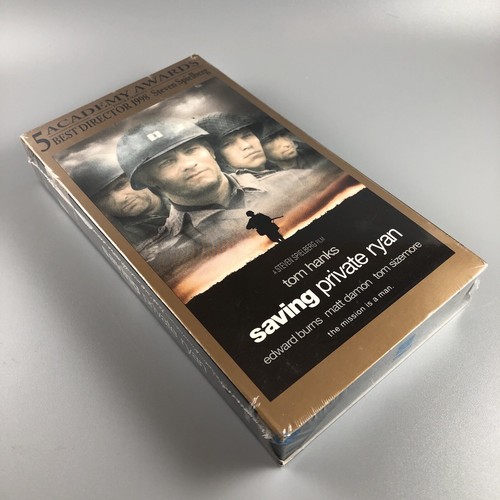 5 ACADEMY AWARDS
BEST DIRECTOR 1998 Steven Spielberg
A STEVEN SPIELBERG FILM
tom hanks
saving private ryan
edward burns matt damon tom sizemore
the mission is a man.